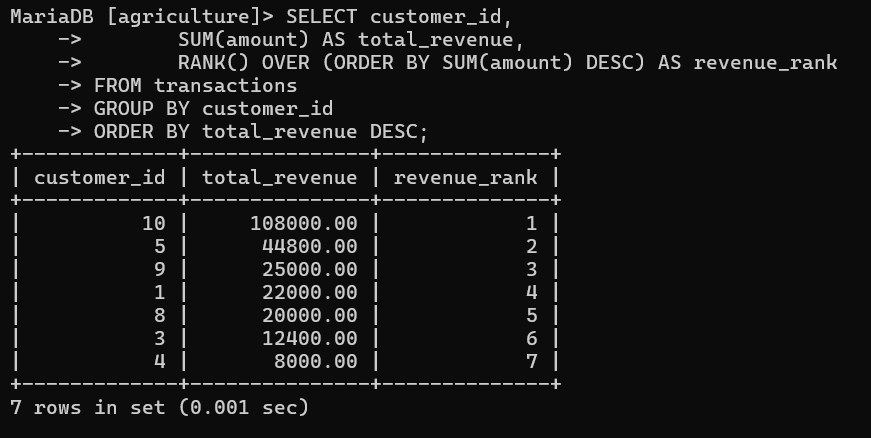 MariaDB [agriculture]> SELECT customer_id,
    ->        SUM(amount) AS total_revenue,
    ->        RANK() OVER (ORDER BY SUM(amount) DESC) AS revenue_rank
    -> FROM transactions
    -> GROUP BY customer_id
    -> ORDER BY total_revenue DESC;
+-------------+---------------+--------------+
| customer_id | total_revenue | revenue_rank |
+-------------+---------------+--------------+
|          10 |     108000.00 |            1 |
|           5 |      44800.00 |            2 |
|           9 |      25000.00 |            3 |
|           1 |      22000.00 |            4 |
|           8 |      20000.00 |            5 |
|           3 |      12400.00 |            6 |
|           4 |       8000.00 |            7 |
+-------------+---------------+--------------+
7 rows in set (0.001 sec)